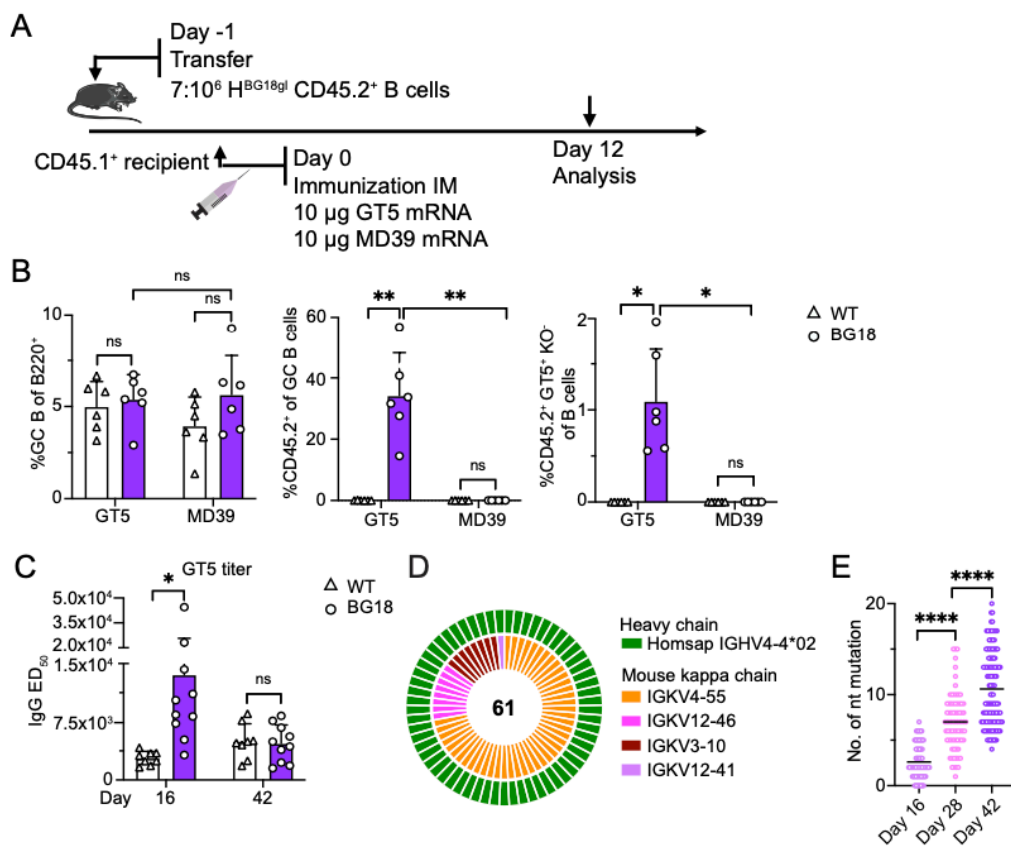 A
Day -1
Transfer
7:10⁶ Hᴮᴳ¹⁸ᵍˡ CD45.2⁺ B cells
CD45.1⁺ recipient
Day 0
Immunization IM
10 µg GT5 mRNA
10 µg MD39 mRNA
Day 12
Analysis
B
%GC B of B220⁺
10
5
0
ns
ns
ns
GT5
MD39
%CD45.2⁺ of GC B cells
60
40
20
0
**
**
ns
GT5
MD39
%CD45.2⁺ GT5⁺ KO⁻
of B cells
2
1
0
*
*
ns
GT5
MD39
WT
BG18
C
GT5 titer
IgG ED₅₀
5.0x10⁴
3.5x10⁴
2.0x10⁴
1.5x10⁴
7.5x10³
0
*
ns
Day
16
42
WT
BG18
D
61
Heavy chain
Homsap IGHV4-4*02
Mouse kappa chain
IGKV4-55
IGKV12-46
IGKV3-10
IGKV12-41
E
No. of nt mutation
20
10
0
****
****
Day 16
Day 28
Day 42